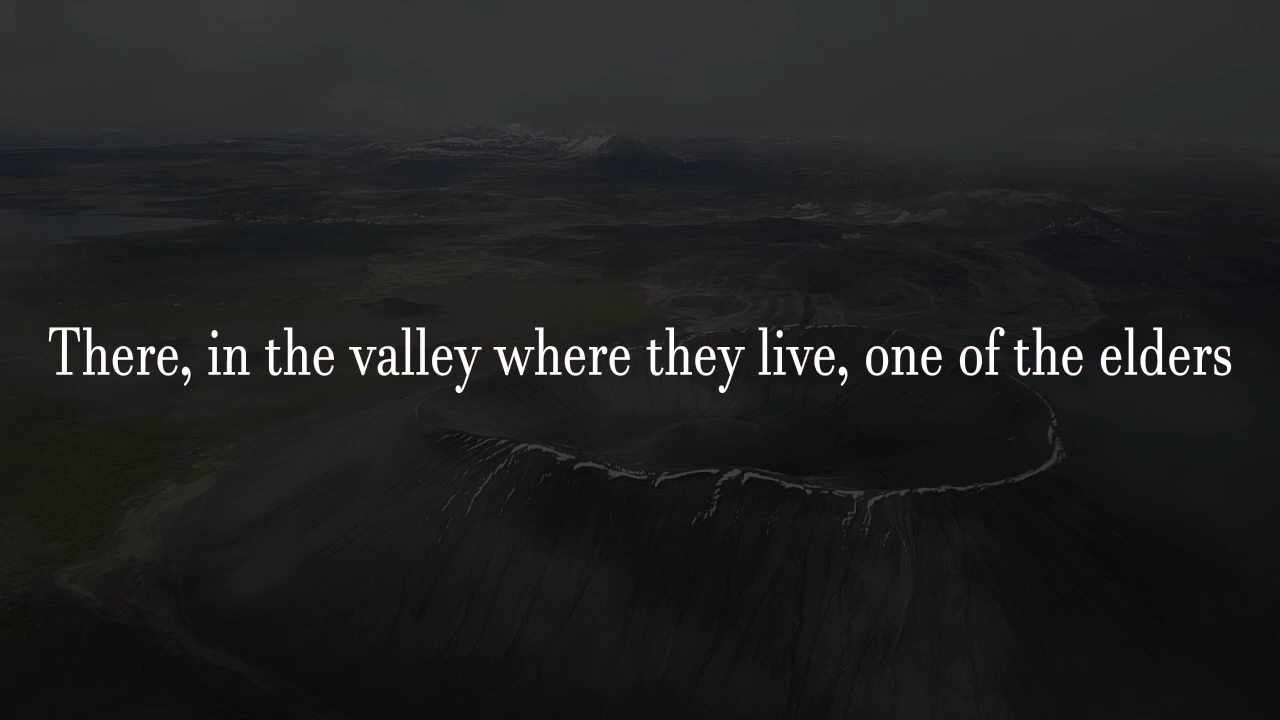 There, in the valley where they live, one of the elders